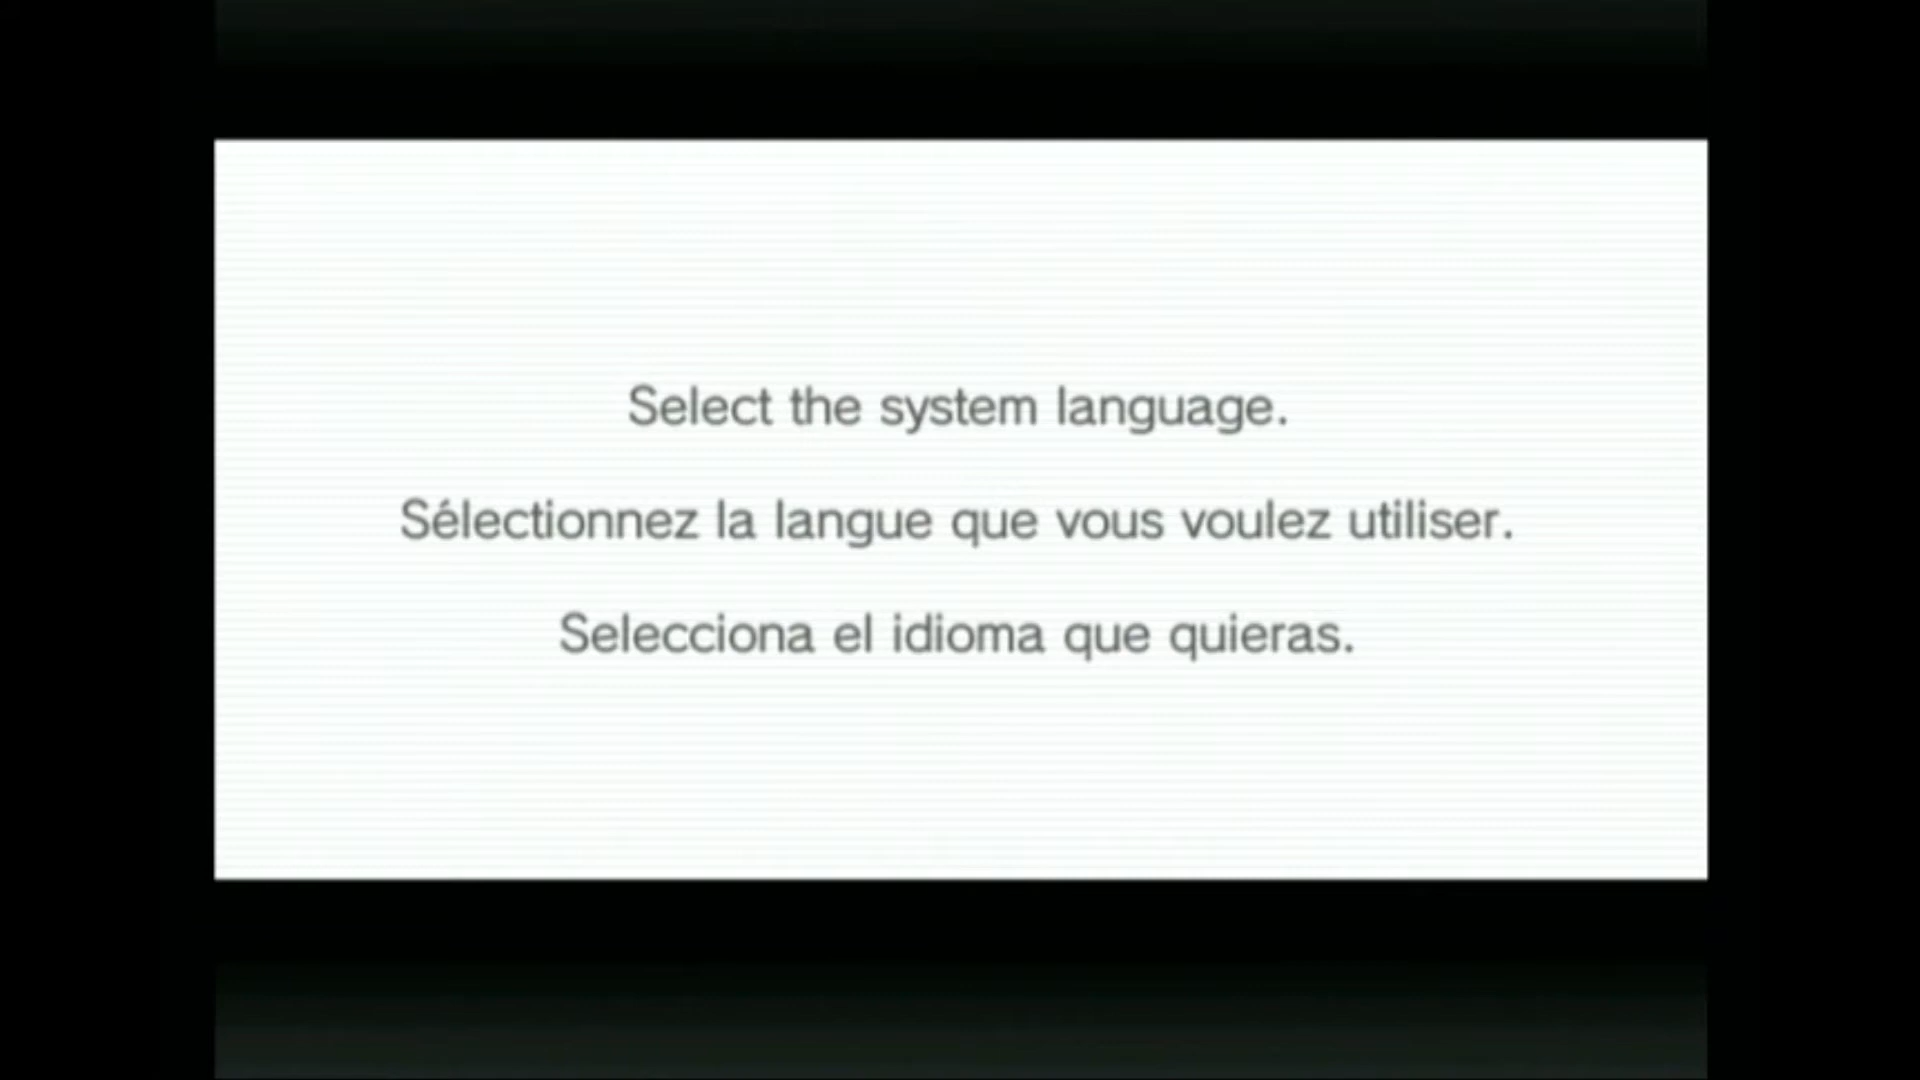 Select the system language.
Sélectionnez la langue que vous voulez utiliser.
Selecciona el idioma que quieras.